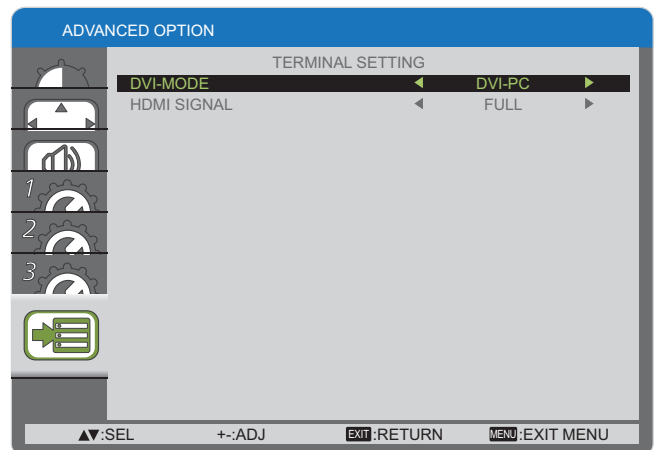 ADVANCED OPTION
TERMINAL SETTING
DVI-MODE ◀ DVI-PC ▶
HDMI SIGNAL ◀ FULL ▶
1
2
3
▲▼:SEL +-:ADJ EXIT:RETURN MENU:EXIT MENU